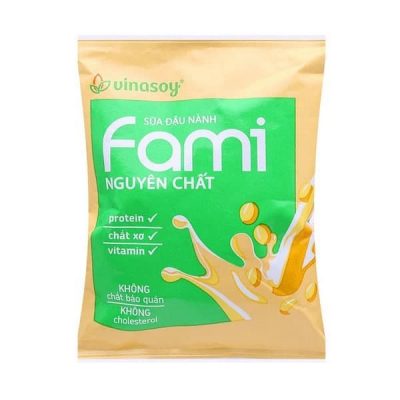 vinasoy
SỮA ĐẬU NÀNH
Fami
NGUYÊN CHẤT
protein ✓
chất xơ ✓
vitamin ✓
KHÔNG
chất bảo quản
KHÔNG
cholesterol